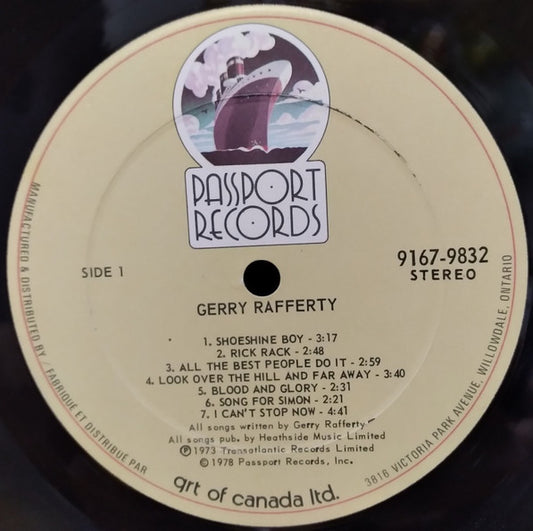 PASSPORT
RECORDS
SIDE 1
9167-9832
STEREO
GERRY RAFFERTY
1. SHOESHINE BOY - 3:17
2. RICK RACK - 2:48
3. ALL THE BEST PEOPLE DO IT - 2:59
4. LOOK OVER THE HILL AND FAR AWAY - 3:40
5. BLOOD AND GLORY - 2:31
6. SONG FOR SIMON - 2:21
7. I CAN'T STOP NOW - 4:41
All songs written by Gerry Rafferty
All songs pub. by Heathside Music Limited
Ⓟ 1973 Transatlantic Records Limited
© 1978 Passport Records, Inc.
MANUFACTURED & DISTRIBUTED BY / FABRIQUE ET DISTRIBUE PAR
qrt of canada ltd.
3816 VICTORIA PARK AVENUE, WILLOWDALE, ONTARIO